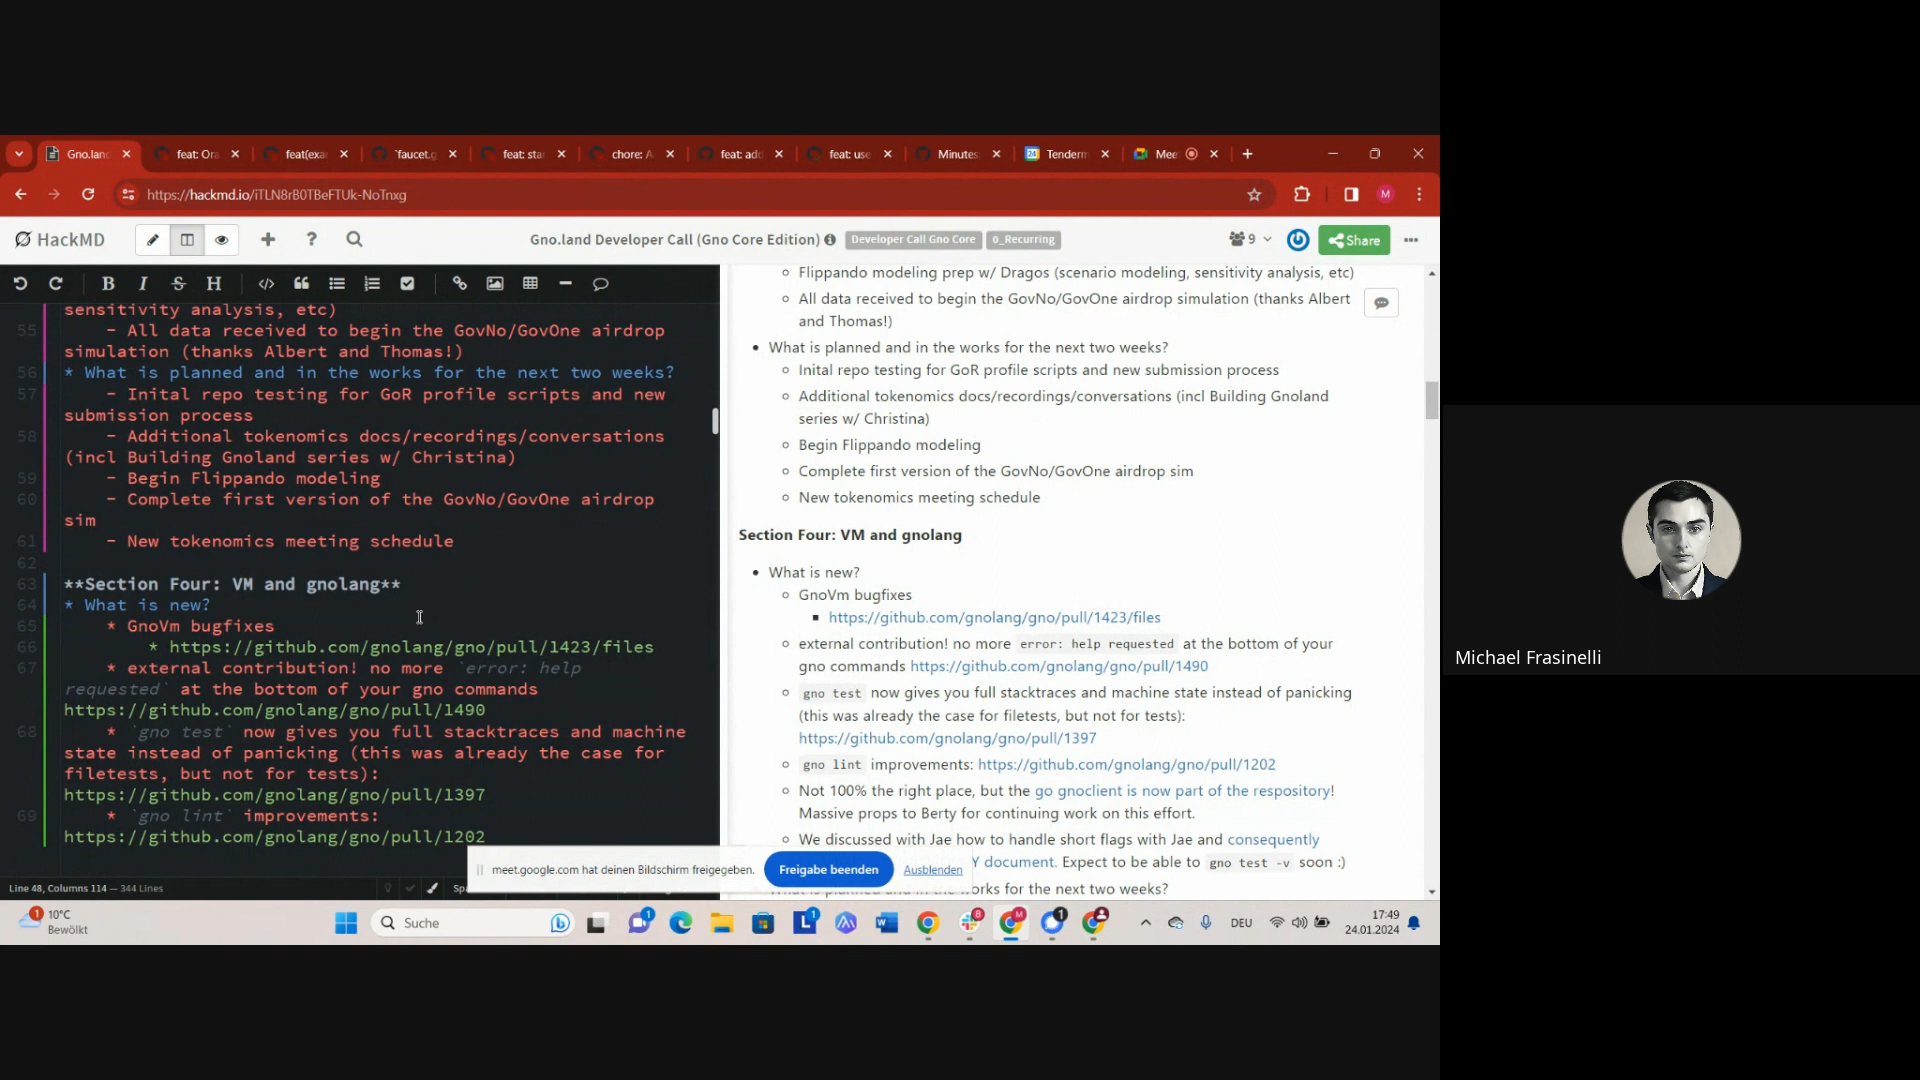 Gno.lanc
feat: Ora
feat(exa
`faucet.g
feat: sta
chore: A
feat: add
feat: use
Minutes
24
Tenderm
Mee
https://hackmd.io/iTLN8rB0TBeFTUk-NoTnxg
M
HackMD
Gno.land Developer Call (Gno Core Edition)
Developer Call Gno Core
0_Recurring
9
Share
sensitivity analysis, etc)
55 - All data received to begin the GovNo/GovOne airdrop
simulation (thanks Albert and Thomas!)
56 * What is planned and in the works for the next two weeks?
57 - Inital repo testing for GoR profile scripts and new
submission process
58 - Additional tokenomics docs/recordings/conversations
(incl Building Gnoland series w/ Christina)
59 - Begin Flippando modeling
60 - Complete first version of the GovNo/GovOne airdrop
sim
61 - New tokenomics meeting schedule
62
63 **Section Four: VM and gnolang**
64 * What is new?
65 * GnoVm bugfixes
66 * https://github.com/gnolang/gno/pull/1423/files
67 * external contribution! no more `error: help
requested` at the bottom of your gno commands
https://github.com/gnolang/gno/pull/1490
68 * `gno test` now gives you full stacktraces and machine
state instead of panicking (this was already the case for
filetests, but not for tests):
https://github.com/gnolang/gno/pull/1397
69 * `gno lint` improvements:
https://github.com/gnolang/gno/pull/1202
Line 48, Columns 114 — 344 Lines
Spa
Flippando modeling prep w/ Dragos (scenario modeling, sensitivity analysis, etc)
All data received to begin the GovNo/GovOne airdrop simulation (thanks Albert
and Thomas!)
What is planned and in the works for the next two weeks?
Inital repo testing for GoR profile scripts and new submission process
Additional tokenomics docs/recordings/conversations (incl Building Gnoland
series w/ Christina)
Begin Flippando modeling
Complete first version of the GovNo/GovOne airdrop sim
New tokenomics meeting schedule
Section Four: VM and gnolang
What is new?
GnoVm bugfixes
https://github.com/gnolang/gno/pull/1423/files
external contribution! no more error: help requested at the bottom of your
gno commands https://github.com/gnolang/gno/pull/1490
gno test now gives you full stacktraces and machine state instead of panicking
(this was already the case for filetests, but not for tests):
https://github.com/gnolang/gno/pull/1397
gno lint improvements: https://github.com/gnolang/gno/pull/1202
Not 100% the right place, but the go gnoclient is now part of the respository!
Massive props to Berty for continuing work on this effort.
We discussed with Jae how to handle short flags with Jae and consequently
Y document. Expect to be able to gno test -v soon :)
orks for the next two weeks?
meet.google.com hat deinen Bildschirm freigegeben.
Freigabe beenden
Ausblenden
1
10°C
Bewölkt
Suche
DEU
17:49
24.01.2024
Michael Frasinelli